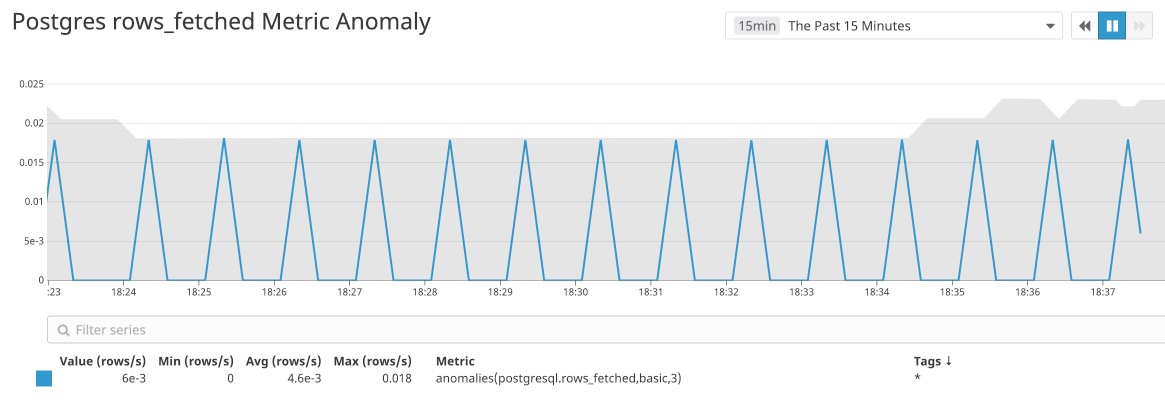 Postgres rows_fetched Metric Anomaly
15min The Past 15 Minutes
0.025
0.02
0.015
0.01
5e-3
0
:23 18:24 18:25 18:26 18:27 18:28 18:29 18:30 18:31 18:32 18:33 18:34 18:35 18:36 18:37
Filter series
Value (rows/s) Min (rows/s) Avg (rows/s) Max (rows/s) Metric Tags ↓
6e-3 0 4.6e-3 0.018 anomalies(postgresql.rows_fetched,basic,3) *